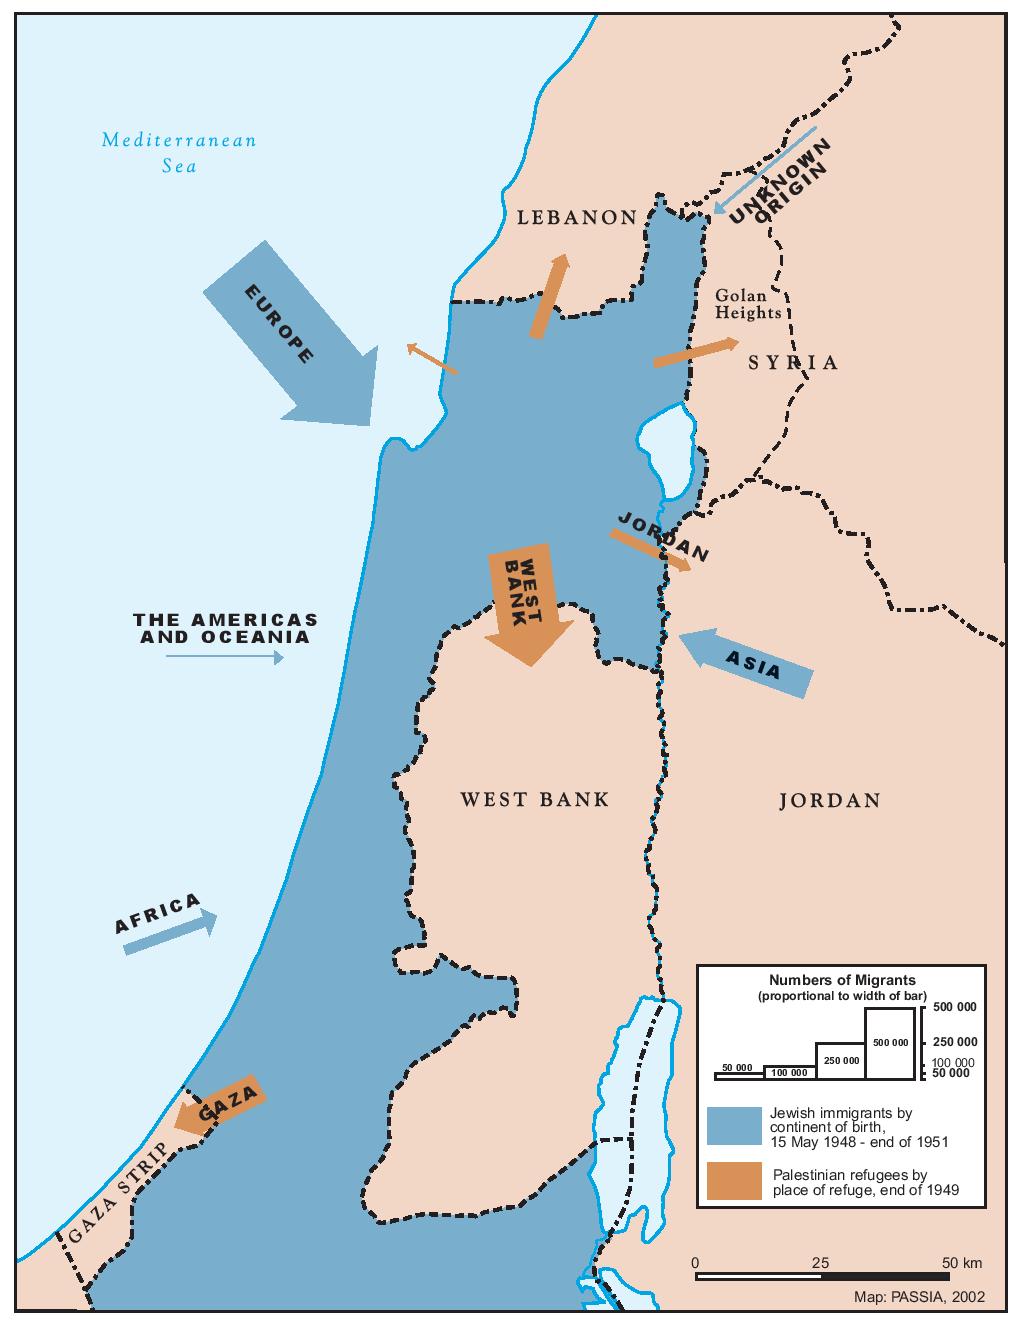 Mediterranean
Sea
UNKNOWN
ORIGIN
LEBANON
EUROPE
Golan
Heights
SYRIA
JORDAN
WEST
BANK
THE AMERICAS
AND OCEANIA
ASIA
WEST BANK
JORDAN
AFRICA
GAZA
GAZA STRIP
Numbers of Migrants
(proportional to width of bar)
500 000
250 000
100 000
50 000
50 000
100 000
250 000
500 000
Jewish immigrants by
continent of birth,
15 May 1948 - end of 1951
Palestinian refugees by
place of refuge, end of 1949
0 25 50 km
Map: PASSIA, 2002